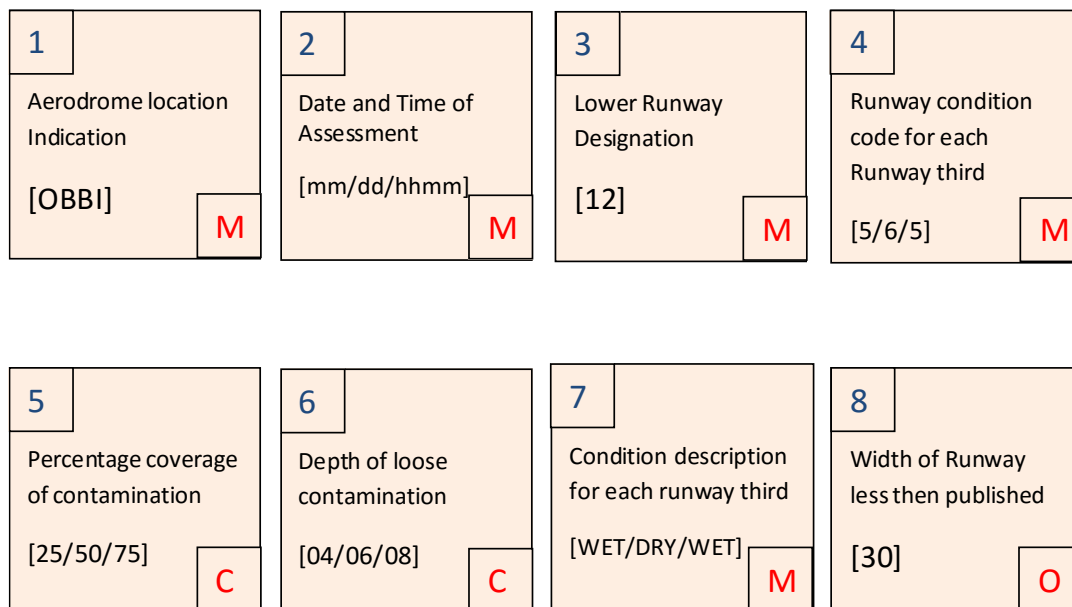 1
Aerodrome location
Indication
[OBBI]
M
2
Date and Time of
Assessment
[mm/dd/hhmm]
M
3
Lower Runway
Designation
[12]
M
4
Runway condition
code for each
Runway third
[5/6/5]
M
5
Percentage coverage
of contamination
[25/50/75]
C
6
Depth of loose
contamination
[04/06/08]
C
7
Condition description
for each runway third
[WET/DRY/WET]
M
8
Width of Runway
less then published
[30]
O